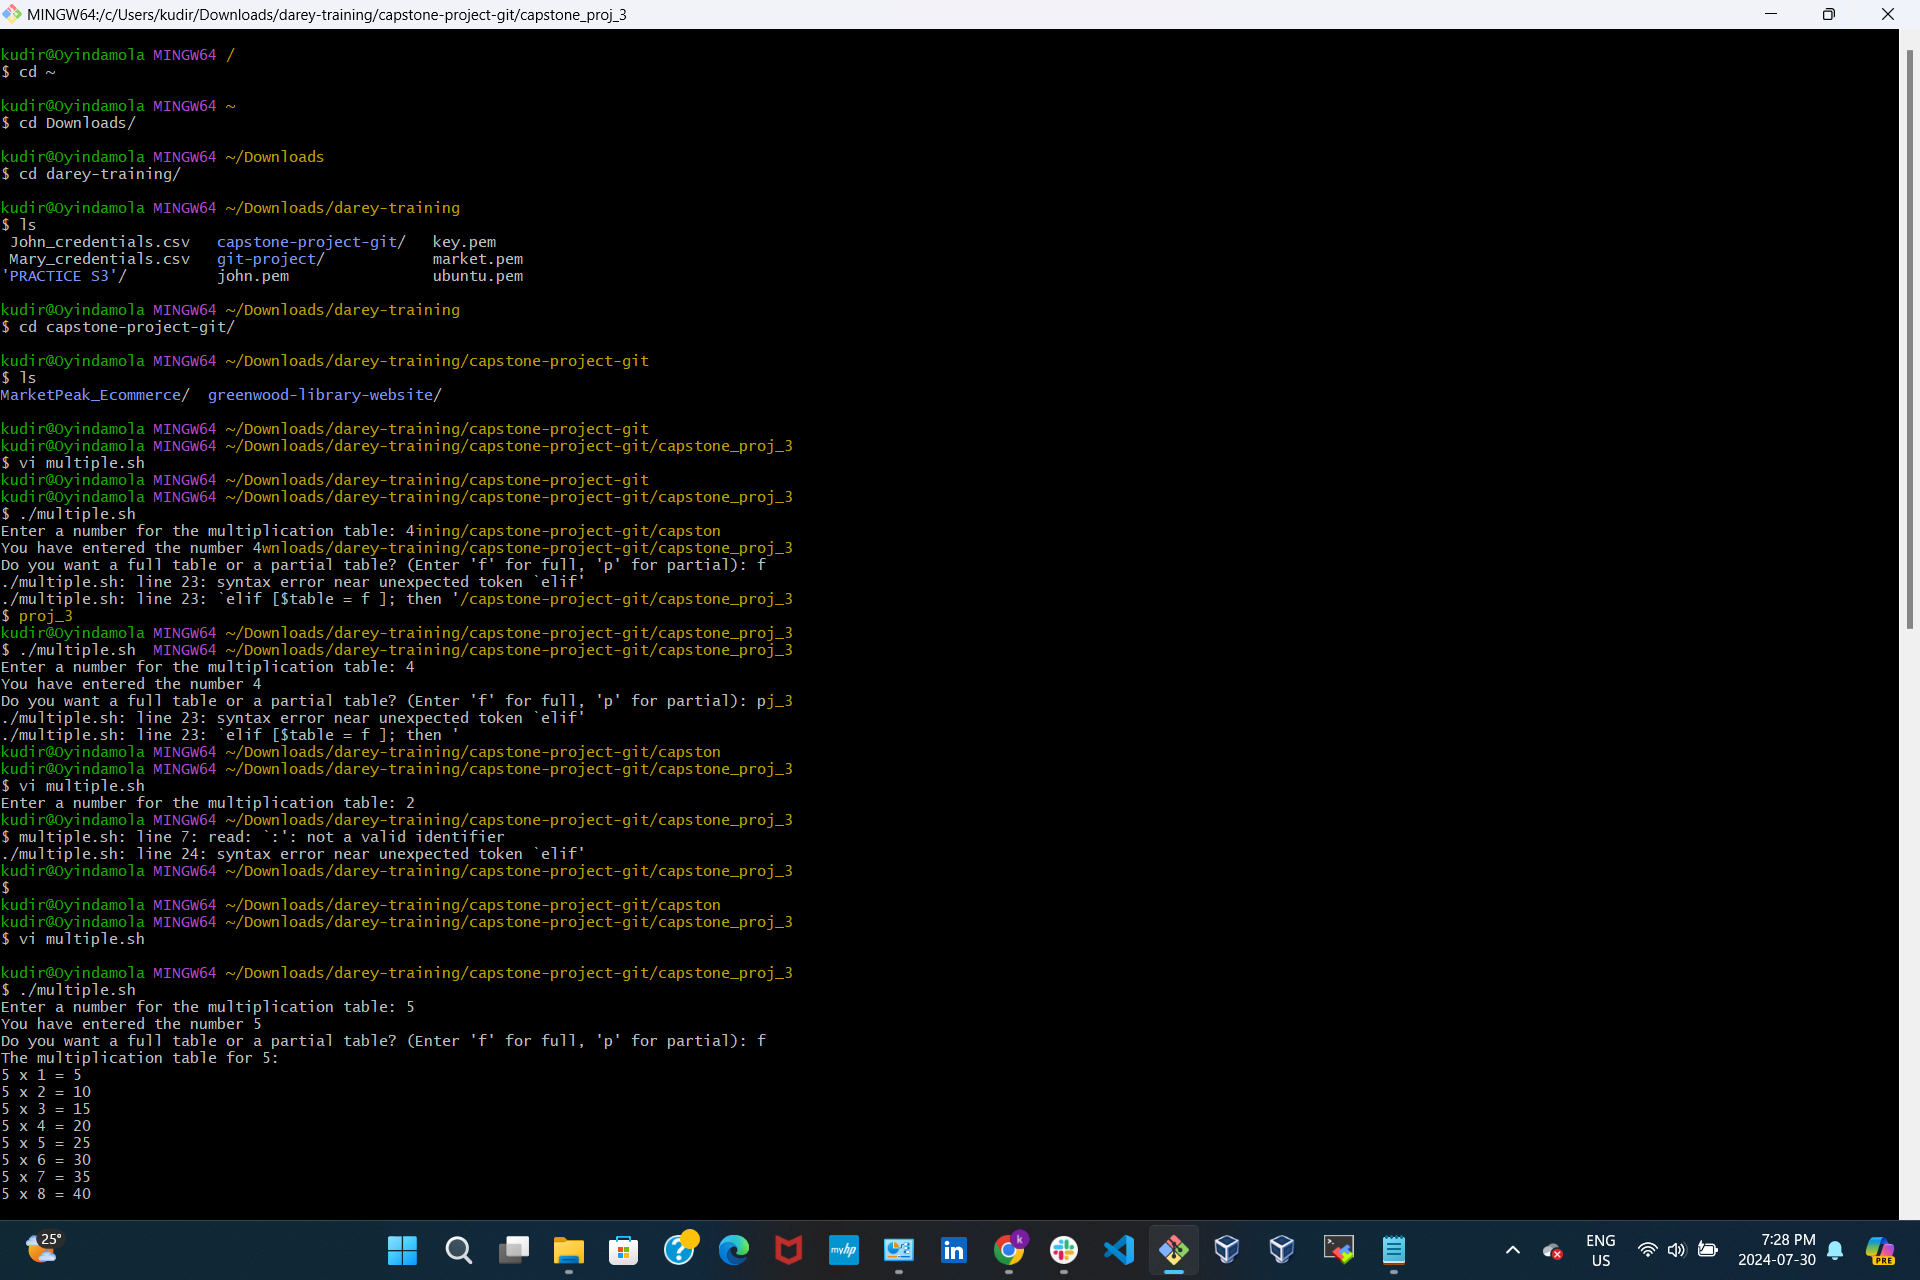 MINGW64:/c/Users/kudir/Downloads/darey-training/capstone-project-git/capstone_proj_3
kudir@Oyindamola MINGW64 /
$ cd ~
kudir@Oyindamola MINGW64 ~
$ cd Downloads/
kudir@Oyindamola MINGW64 ~/Downloads
$ cd darey-training/
kudir@Oyindamola MINGW64 ~/Downloads/darey-training
$ ls
John_credentials.csv capstone-project-git/ key.pem
Mary_credentials.csv git-project/ market.pem
'PRACTICE S3'/ john.pem ubuntu.pem
kudir@Oyindamola MINGW64 ~/Downloads/darey-training
$ cd capstone-project-git/
kudir@Oyindamola MINGW64 ~/Downloads/darey-training/capstone-project-git
$ ls
MarketPeak_Ecommerce/ greenwood-library-website/
kudir@Oyindamola MINGW64 ~/Downloads/darey-training/capstone-project-git
kudir@Oyindamola MINGW64 ~/Downloads/darey-training/capstone-project-git/capstone_proj_3
$ vi multiple.sh
kudir@Oyindamola MINGW64 ~/Downloads/darey-training/capstone-project-git
kudir@Oyindamola MINGW64 ~/Downloads/darey-training/capstone-project-git/capstone_proj_3
$ ./multiple.sh
Enter a number for the multiplication table: 4ining/capstone-project-git/capston
You have entered the number 4wnloads/darey-training/capstone-project-git/capstone_proj_3
Do you want a full table or a partial table? (Enter 'f' for full, 'p' for partial): f
./multiple.sh: line 23: syntax error near unexpected token `elif'
./multiple.sh: line 23: `elif [$table = f ]; then '/capstone-project-git/capstone_proj_3
$ proj_3
kudir@Oyindamola MINGW64 ~/Downloads/darey-training/capstone-project-git/capstone_proj_3
$ ./multiple.sh MINGW64 ~/Downloads/darey-training/capstone-project-git/capstone_proj_3
Enter a number for the multiplication table: 4
You have entered the number 4
Do you want a full table or a partial table? (Enter 'f' for full, 'p' for partial): pj_3
./multiple.sh: line 23: syntax error near unexpected token `elif'
./multiple.sh: line 23: `elif [$table = f ]; then '
kudir@Oyindamola MINGW64 ~/Downloads/darey-training/capstone-project-git/capston
kudir@Oyindamola MINGW64 ~/Downloads/darey-training/capstone-project-git/capstone_proj_3
$ vi multiple.sh
Enter a number for the multiplication table: 2
kudir@Oyindamola MINGW64 ~/Downloads/darey-training/capstone-project-git/capstone_proj_3
$ multiple.sh: line 7: read: `:': not a valid identifier
./multiple.sh: line 24: syntax error near unexpected token `elif'
kudir@Oyindamola MINGW64 ~/Downloads/darey-training/capstone-project-git/capstone_proj_3
$
kudir@Oyindamola MINGW64 ~/Downloads/darey-training/capstone-project-git/capston
kudir@Oyindamola MINGW64 ~/Downloads/darey-training/capstone-project-git/capstone_proj_3
$ vi multiple.sh
kudir@Oyindamola MINGW64 ~/Downloads/darey-training/capstone-project-git/capstone_proj_3
$ ./multiple.sh
Enter a number for the multiplication table: 5
You have entered the number 5
Do you want a full table or a partial table? (Enter 'f' for full, 'p' for partial): f
The multiplication table for 5:
5 x 1 = 5
5 x 2 = 10
5 x 3 = 15
5 x 4 = 20
5 x 5 = 25
5 x 6 = 30
5 x 7 = 35
5 x 8 = 40
25°
myhp
in
k
ENG
US
7:28 PM
2024-07-30
PRE